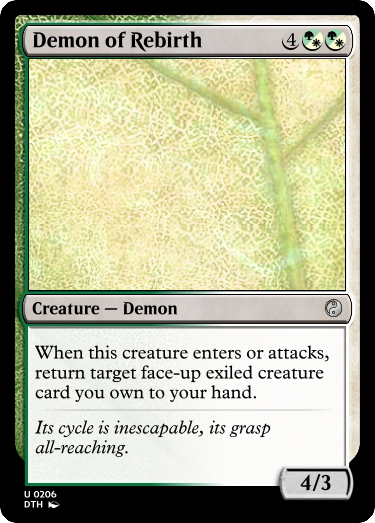 Demon of Rebirth 4
Creature — Demon
When this creature enters or attacks,
return target face-up exiled creature
card you own to your hand.
Its cycle is inescapable, its grasp
all-reaching.
4/3
U 0206
DTH